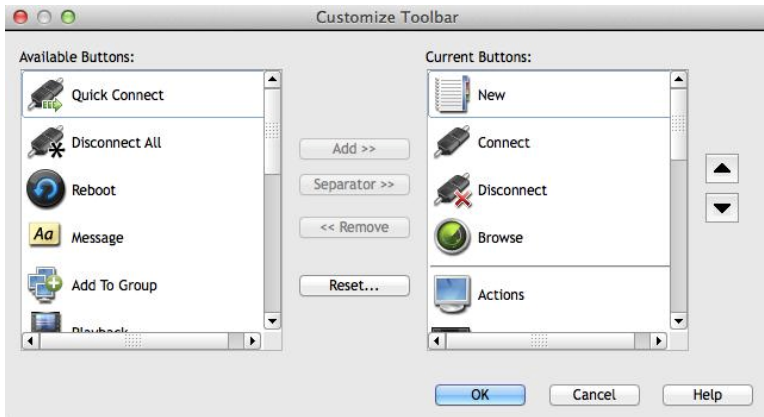 Customize Toolbar
Available Buttons:
Current Buttons:
Quick Connect
Disconnect All
Reboot
Aa
Message
Add To Group
Playback
Add >>
Separator >>
<< Remove
Reset...
New
Connect
Disconnect
Browse
Actions
OK
Cancel
Help